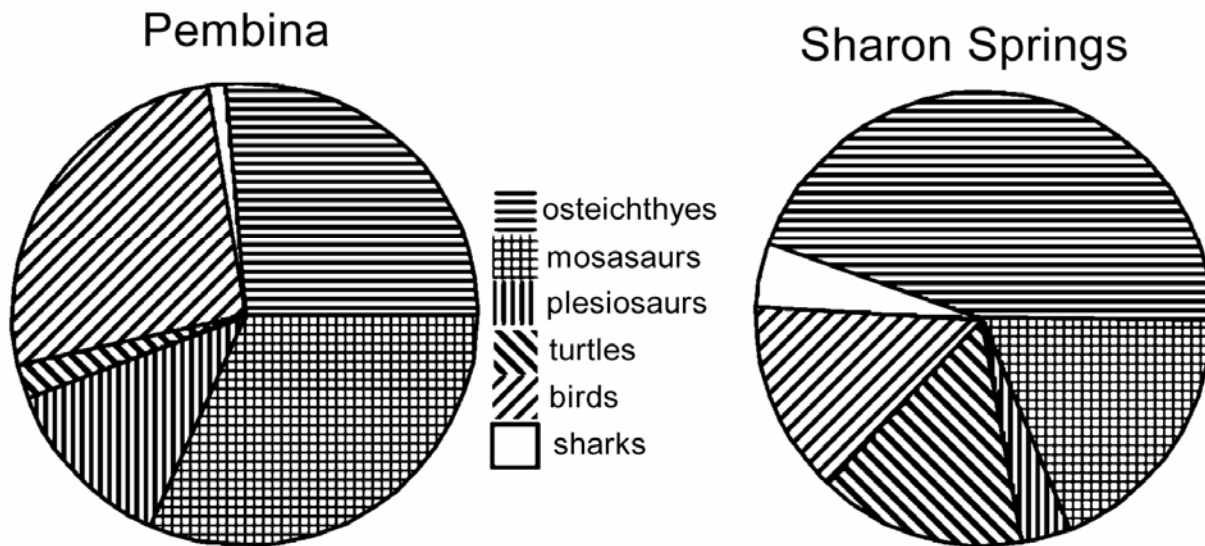 Pembina
Sharon Springs
osteichthyes
mosasaurs
plesiosaurs
turtles
birds
sharks